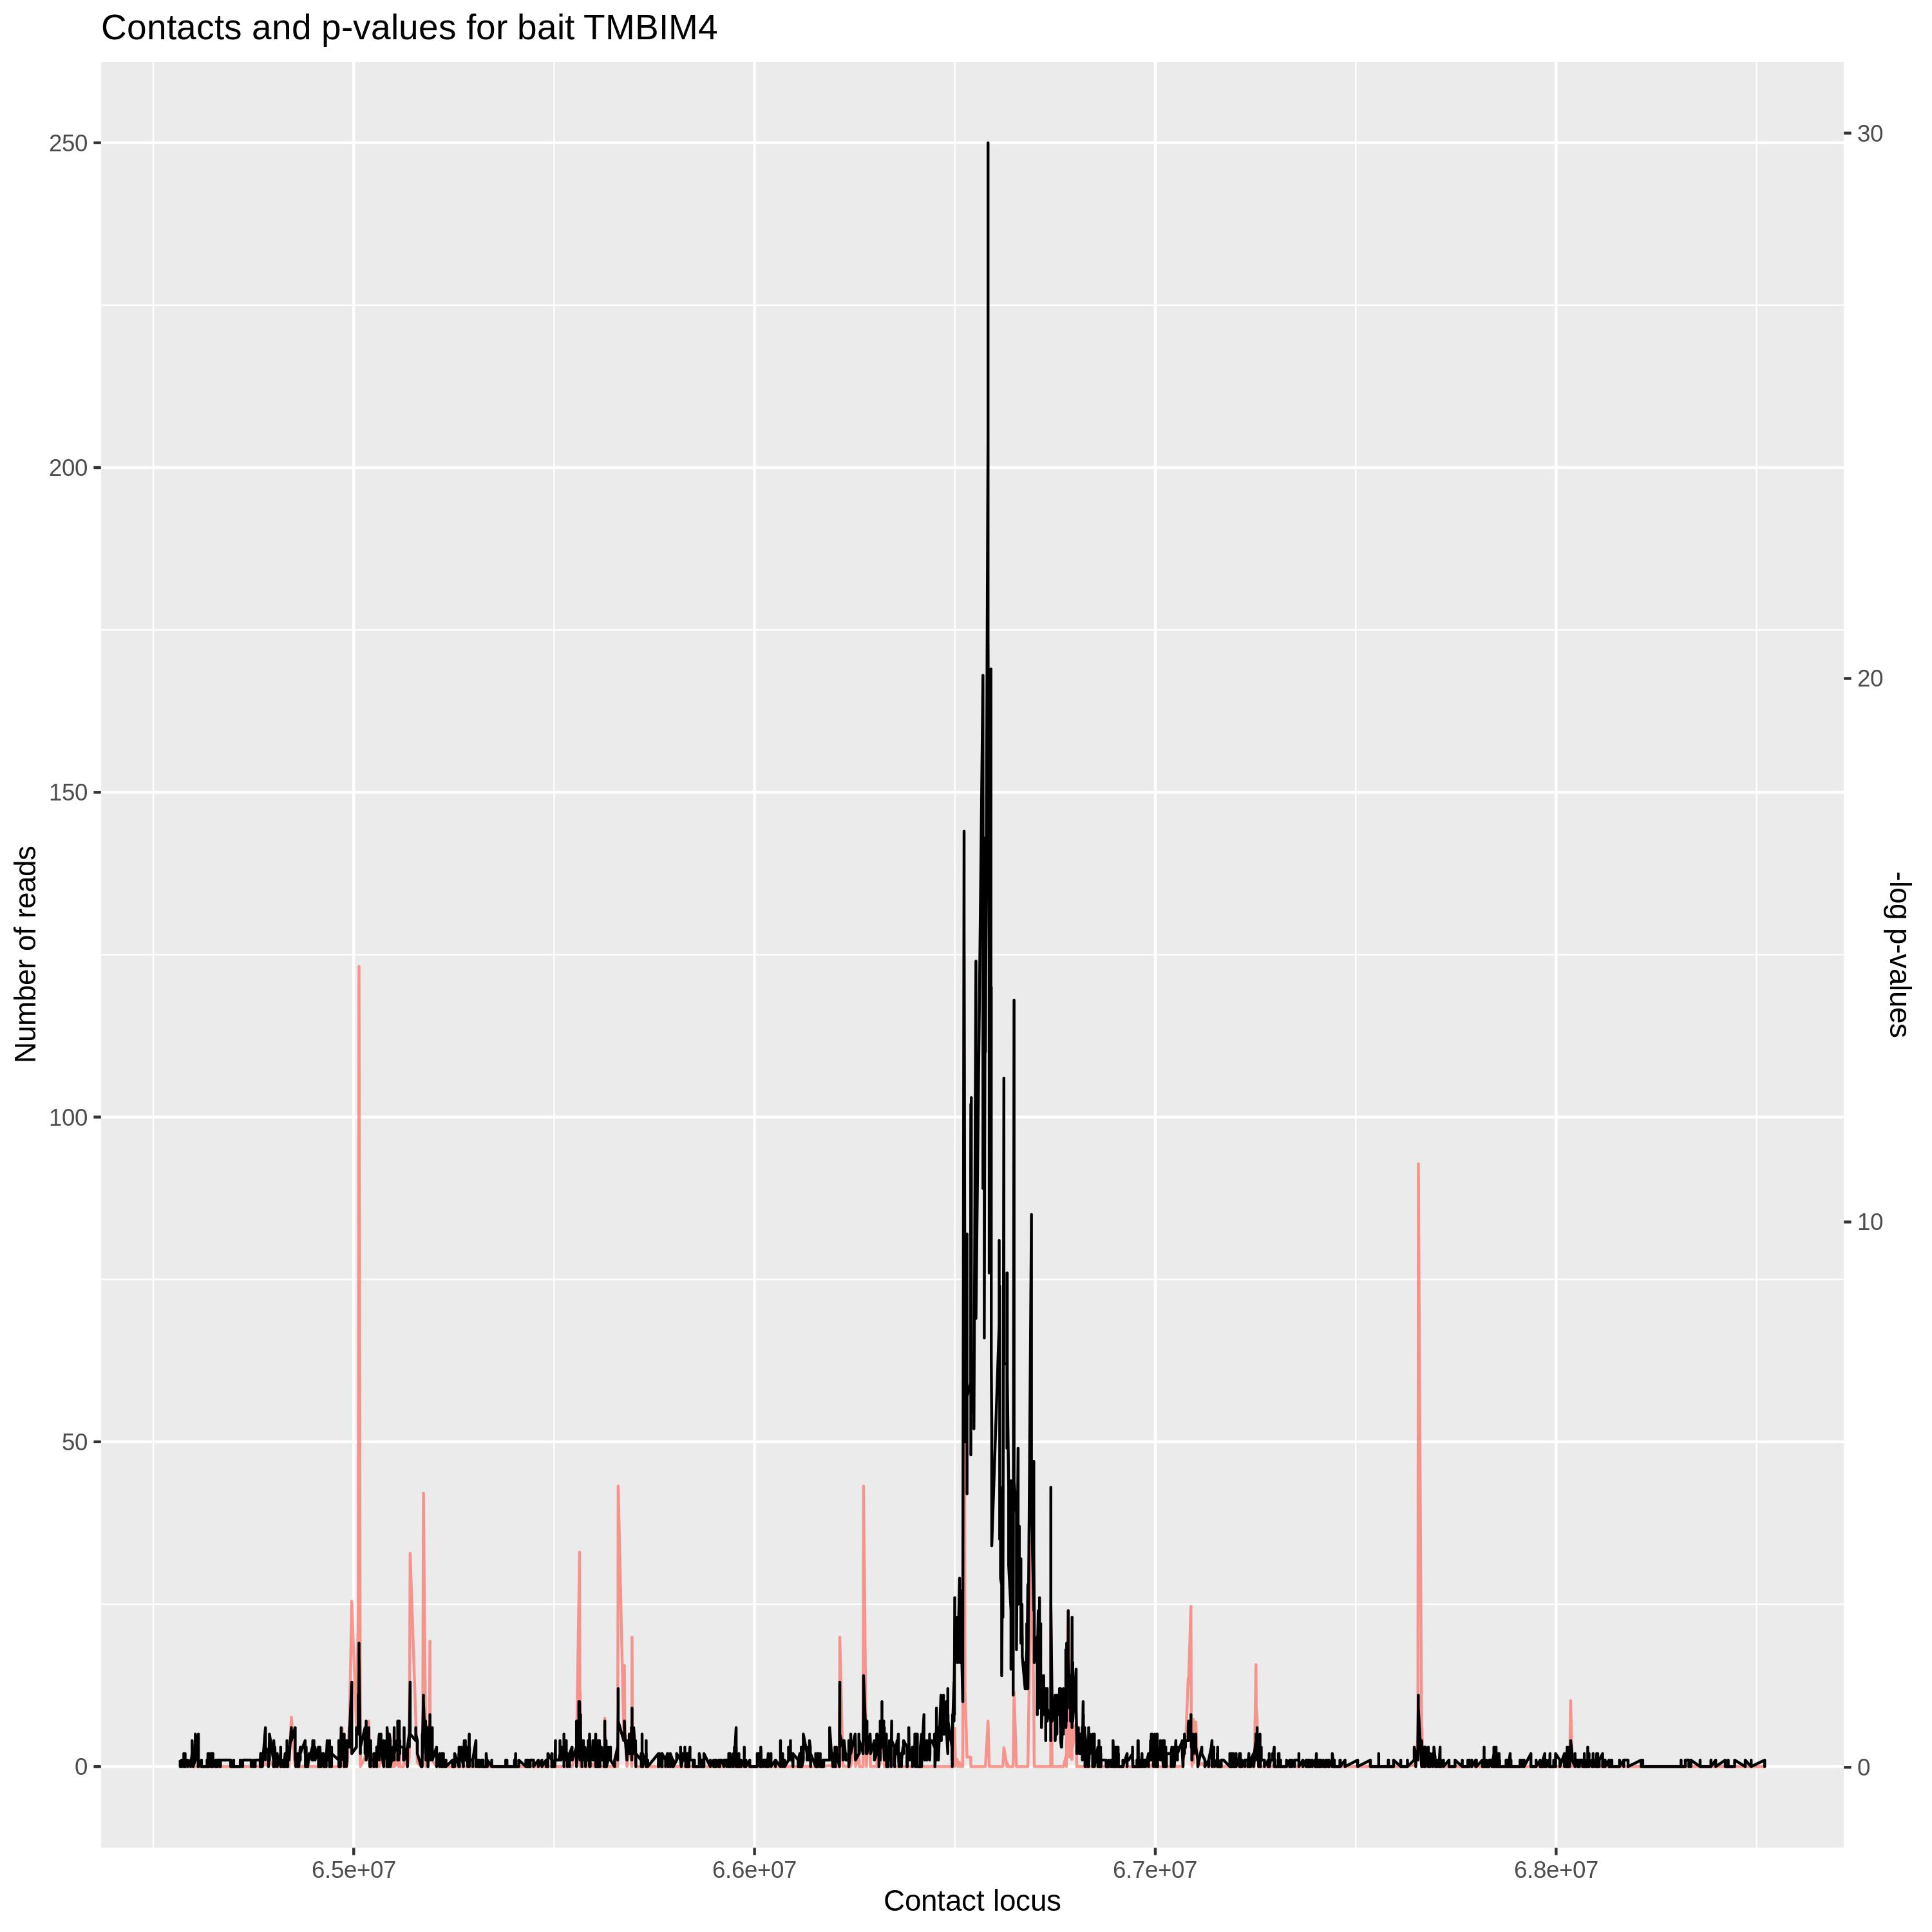 Contacts and p-values for bait TMBIM4
250
200
150
100
50
0
Number of reads
30
20
10
0
-log p-values
6.5e+07 6.6e+07 6.7e+07 6.8e+07
Contact locus